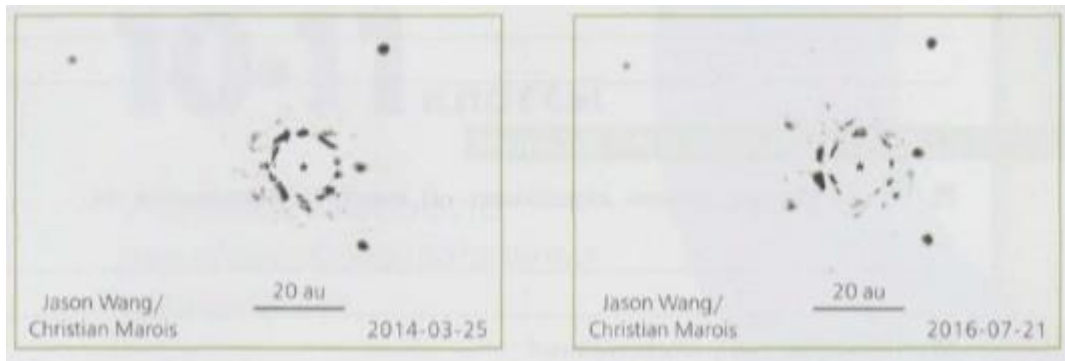 20 au
Jason Wang/
Christian Marois
2014-03-25
20 au
Jason Wang/
Christian Marois
2016-07-21